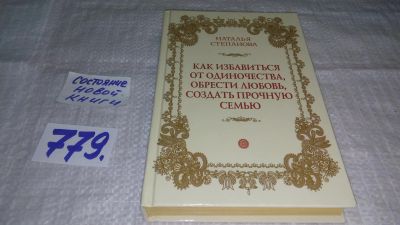 СОСТОЯНИЕ
НОВОЙ
КНИГИ
779.
НАТАЛЬЯ
СТЕПАНОВА
КАК ИЗБАВИТЬСЯ
ОТ ОДИНОЧЕСТВА,
ОБРЕСТИ ЛЮБОВЬ,
СОЗДАТЬ ПРОЧНУЮ
СЕМЬЮ